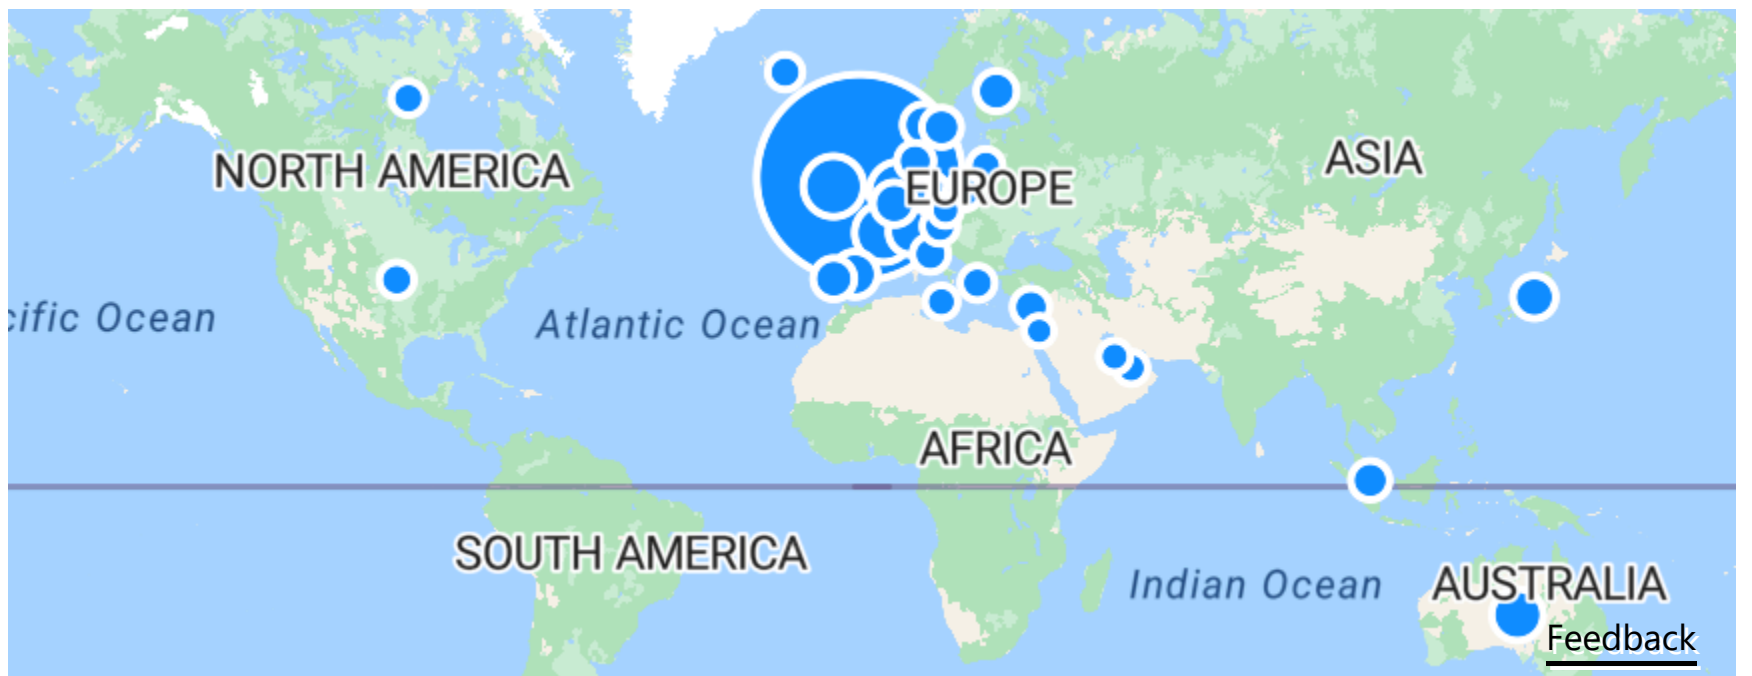 NORTH AMERICA
EUROPE
ASIA
cific Ocean
Atlantic Ocean
AFRICA
SOUTH AMERICA
Indian Ocean
AUSTRALIA
Feedback